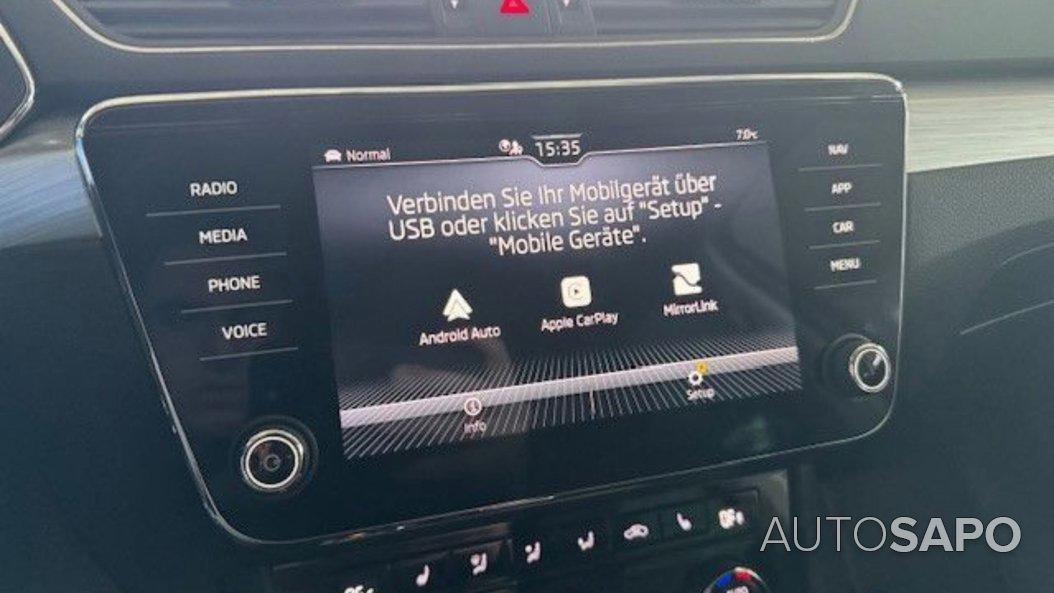 Normal
15:35
7.0°C
RADIO
MEDIA
PHONE
VOICE
Verbinden Sie Ihr Mobilgerät über
USB oder klicken Sie auf "Setup" -
"Mobile Geräte".
Android Auto
Apple CarPlay
MirrorLink
Info
Setup
NAV
APP
CAR
MENU
OFF
AUTOSAPO